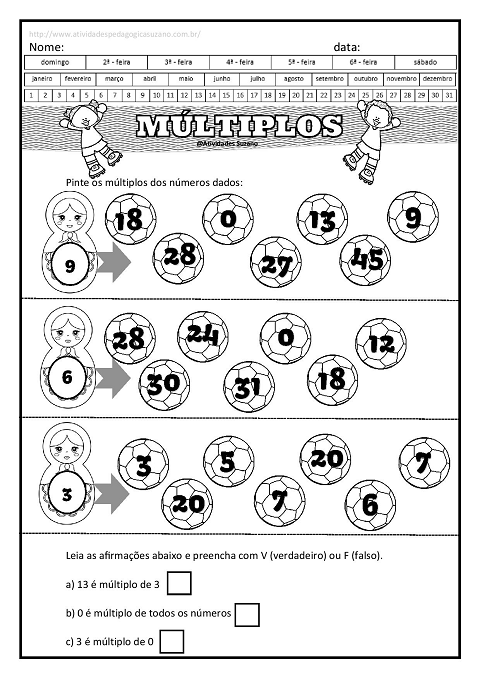 http://www.atividadespedagogicasuzano.com.br/
Nome: data:
domingo 2ª - feira 3ª - feira 4ª - feira 5ª - feira 6ª - feira sábado
janeiro fevereiro março abril maio junho julho agosto setembro outubro novembro dezembro
1 2 3 4 5 6 7 8 9 10 11 12 13 14 15 16 17 18 19 20 21 22 23 24 25 26 27 28 29 30 31
MÚLTIPLOS
@Atividades Suzano
Pinte os múltiplos dos números dados:
18 0 13 9
9 28 27 45
28 24 0 12
6 30 31 18
3 5 20 7
3 20 7 6
Leia as afirmações abaixo e preencha com V (verdadeiro) ou F (falso).
a) 13 é múltiplo de 3
b) 0 é múltiplo de todos os números
c) 3 é múltiplo de 0